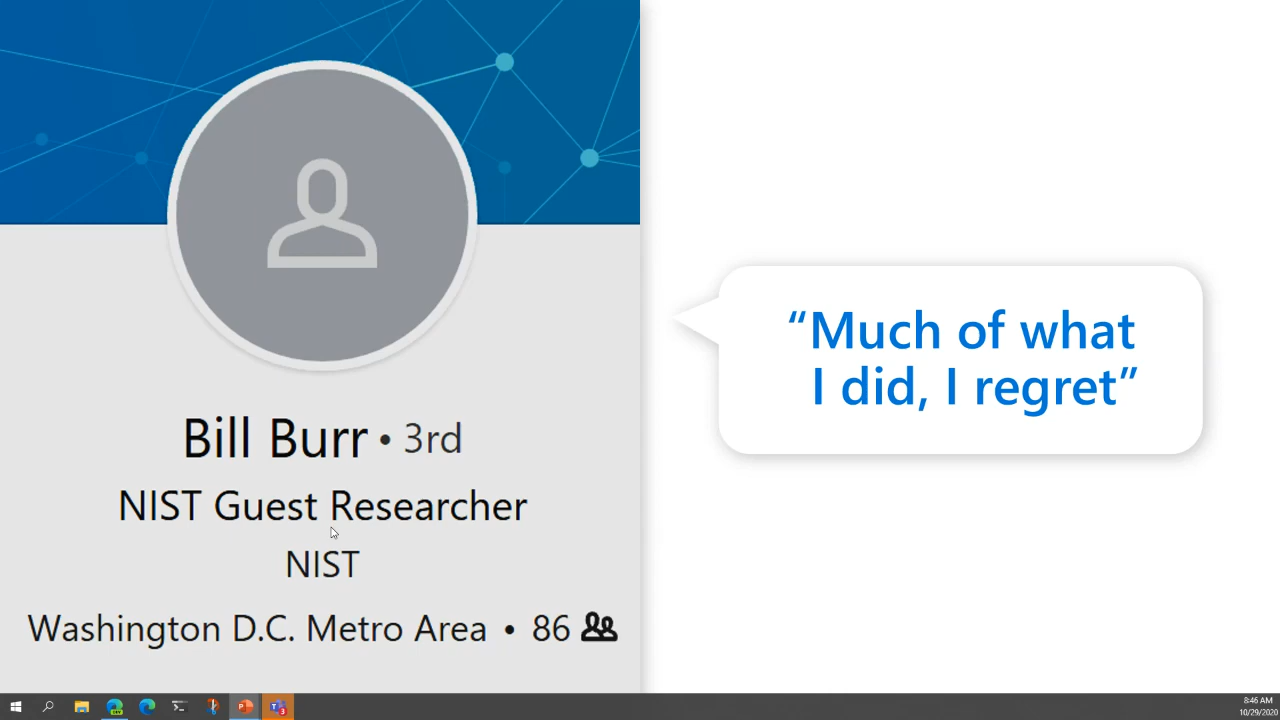 Bill Burr • 3rd
NIST Guest Researcher
NIST
Washington D.C. Metro Area • 86
“Much of what
I did, I regret”
8:46 AM
10/29/2020